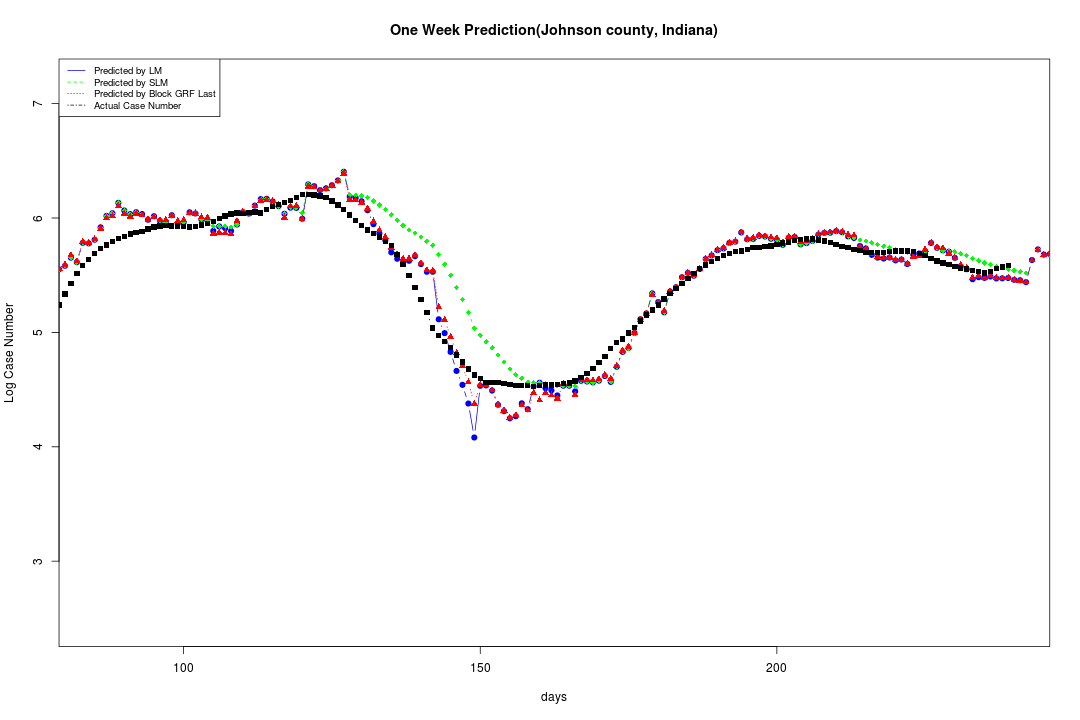 One Week Prediction(Johnson county, Indiana)
Predicted by LM
Predicted by SLM
Predicted by Block GRF Last
Actual Case Number
7
6
5
4
3
Log Case Number
100
150
200
days